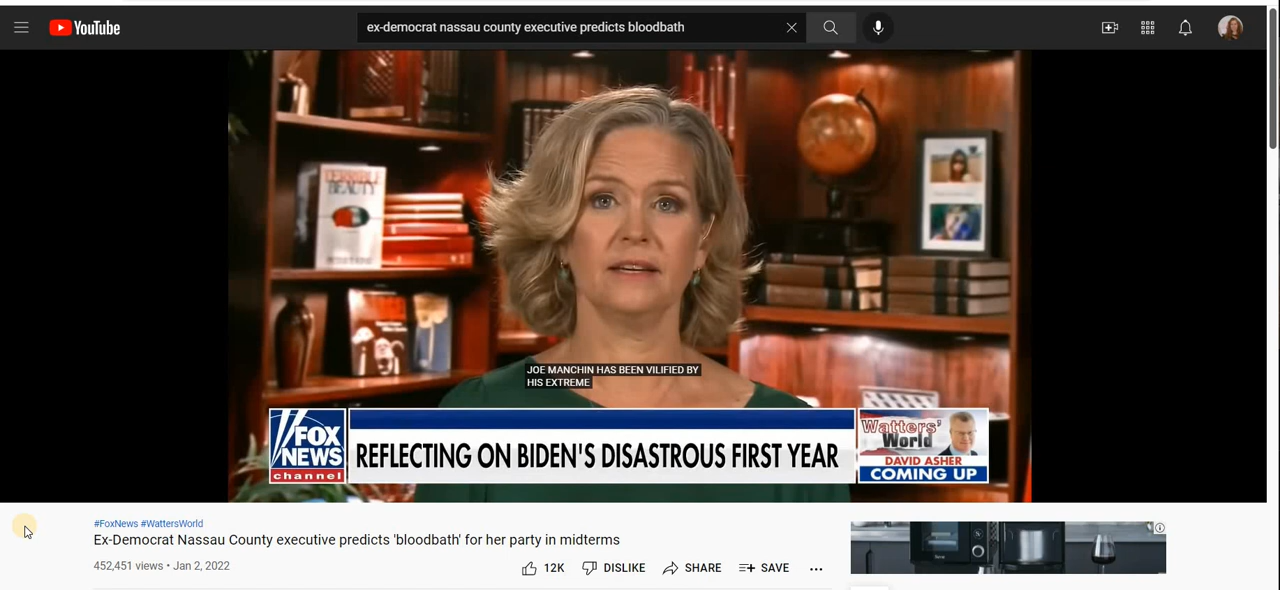 YouTube
ex-democrat nassau county executive predicts bloodbath
TERRIBLE
BEAUTY
JOE MANCHIN HAS BEEN VILIFIED BY
HIS EXTREME
FOX
NEWS
channel
REFLECTING ON BIDEN'S DISASTROUS FIRST YEAR
Watters'
World
DAVID ASHER
COMING UP
#FoxNews #WattersWorld
Ex-Democrat Nassau County executive predicts 'bloodbath' for her party in midterms
452,451 views • Jan 2, 2022
12K
DISLIKE
SHARE
SAVE